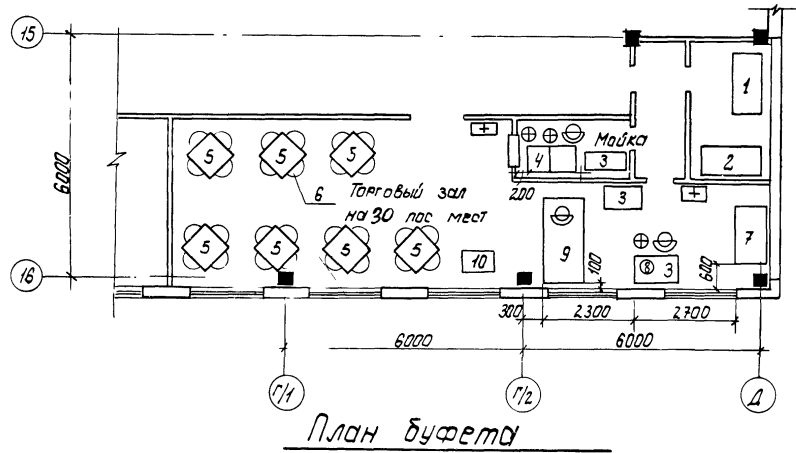 15
1
5 5 5
4 Мойка 3
2
6000
200
6 Торговый зал
на 30 пос мест
3
5 5 5 5
10
9
7
8 3
100
600
16
300 2300 2700
6000 6000
Г/1 Г/2 Д
План буфета